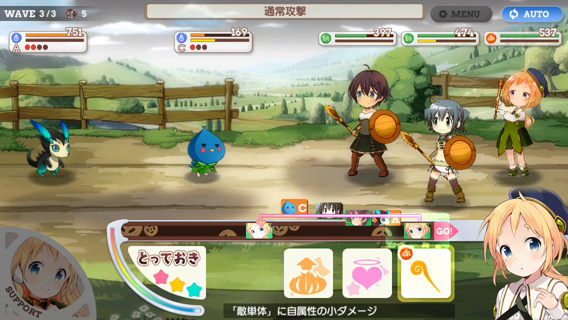 WAVE 3/3 5
通常攻撃
MENU
AUTO
751
A
169
C
397
474
537
C
A
GO!
とっておき
SUPPORT
「敵単体」に自属性の小ダメージ